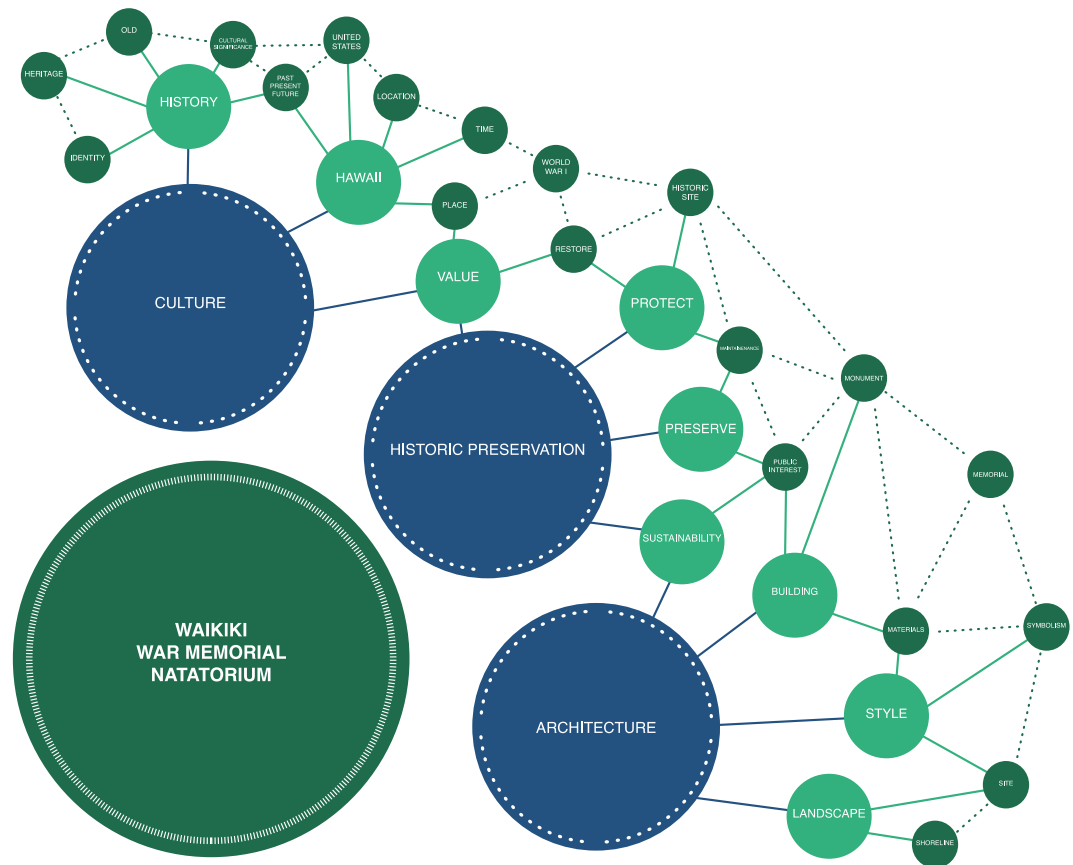 OLD
CULTURAL
SIGNIFICANCE
UNITED
STATES
HERITAGE
PAST
PRESENT
FUTURE
HISTORY
LOCATION
TIME
IDENTITY
HAWAII
WORLD
WAR I
PLACE
HISTORIC
SITE
RESTORE
VALUE
CULTURE
PROTECT
MAINTAINENANCE
MONUMENT
PRESERVE
HISTORIC PRESERVATION
PUBLIC
INTEREST
MEMORIAL
SUSTAINABILITY
BUILDING
WAIKIKI
WAR MEMORIAL
NATATORIUM
MATERIALS
SYMBOLISM
STYLE
ARCHITECTURE
SITE
LANDSCAPE
SHORELINE